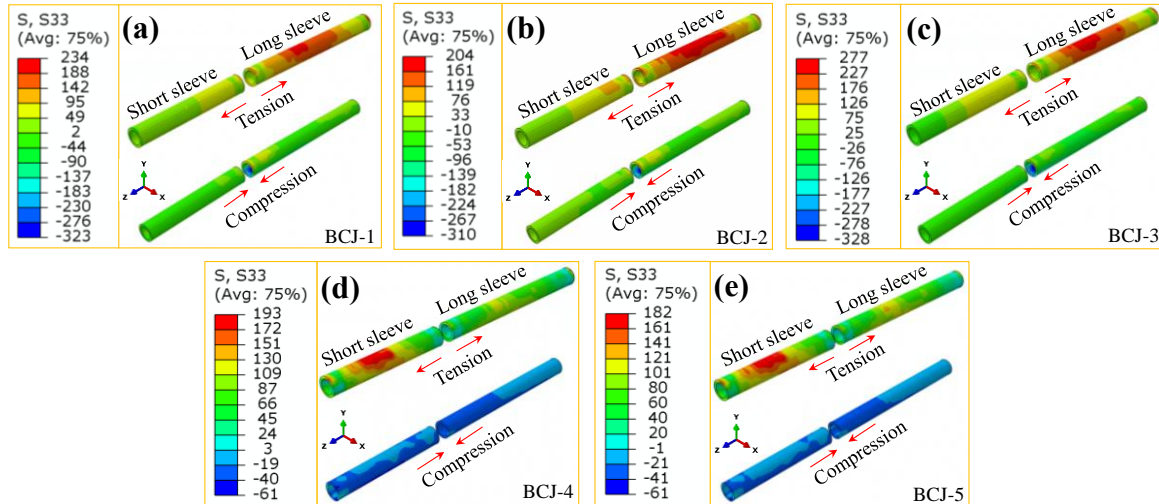 S, S33
(Avg: 75%)
234
188
142
95
49
2
-44
-90
-137
-183
-230
-276
-323
(a)
Long sleeve
Short sleeve
Tension
Y
Z
X
Compression
BCJ-1
S, S33
(Avg: 75%)
204
161
119
76
33
-10
-53
-96
-139
-182
-224
-267
-310
(b)
Long sleeve
Short sleeve
Tension
Y
Z
X
Compression
BCJ-2
S, S33
(Avg: 75%)
277
227
176
126
75
25
-26
-76
-126
-177
-227
-278
-328
(c)
Long sleeve
Short sleeve
Tension
Y
Z
X
Compression
BCJ-3
S, S33
(Avg: 75%)
193
172
151
130
109
87
66
45
24
3
-19
-40
-61
(d)
Long sleeve
Short sleeve
Tension
Y
Z
X
Compression
BCJ-4
S, S33
(Avg: 75%)
182
161
141
121
101
80
60
40
20
-1
-21
-41
-61
(e)
Long sleeve
Short sleeve
Tension
Y
Z
X
Compression
BCJ-5